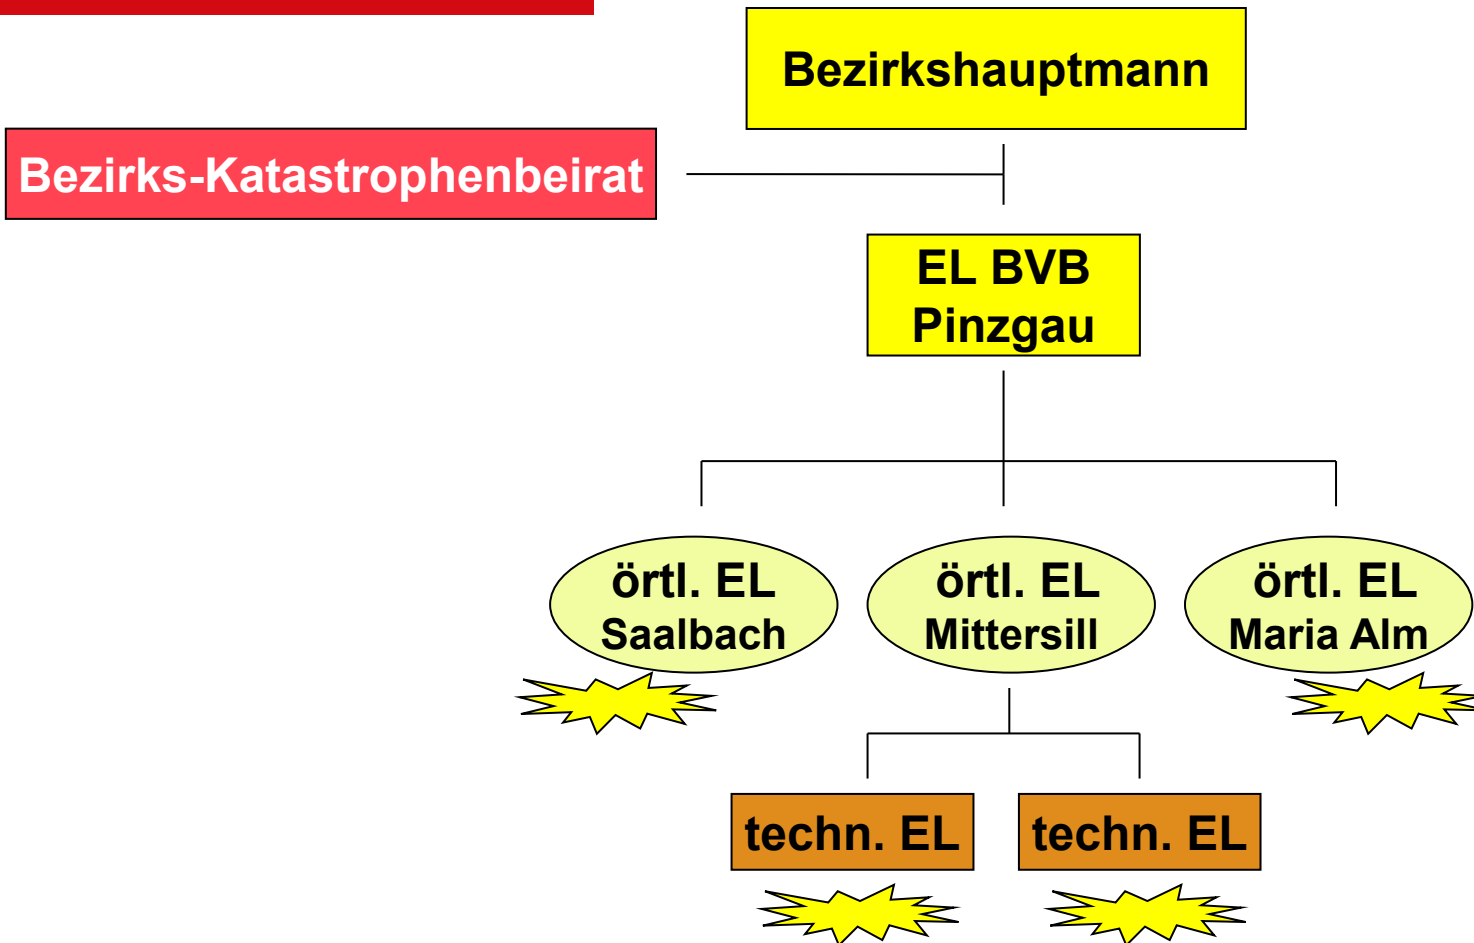 Bezirkshauptmann
Bezirks-Katastrophenbeirat
EL BVB
Pinzgau
örtl. EL
Saalbach
örtl. EL
Mittersill
örtl. EL
Maria Alm
techn. EL
techn. EL